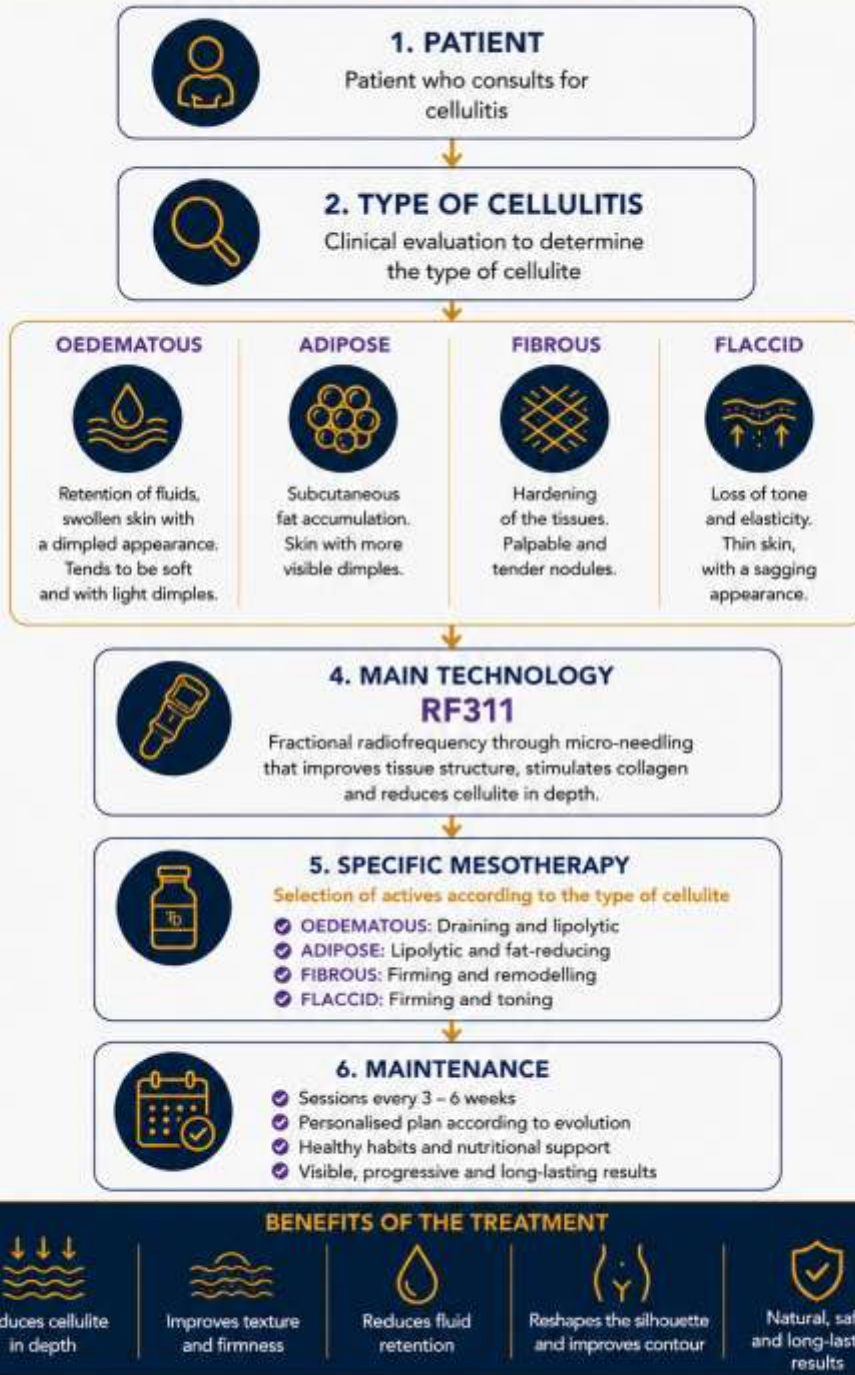 1. PATIENT
Patient who consults for
cellulitis
2. TYPE OF CELLULITIS
Clinical evaluation to determine
the type of cellulite
OEDEMATOUS
Retention of fluids,
swollen skin with
a dimpled appearance.
Tends to be soft
and with light dimples.
ADIPOSE
Subcutaneous
fat accumulation.
Skin with more
visible dimples.
FIBROUS
Hardening
of the tissues.
Palpable and
tender nodules.
FLACCID
Loss of tone
and elasticity.
Thin skin,
with a sagging
appearance.
4. MAIN TECHNOLOGY
RF311
Fractional radiofrequency through micro-needling
that improves tissue structure, stimulates collagen
and reduces cellulite in depth.
TD
5. SPECIFIC MESOTHERAPY
Selection of actives according to the type of cellulite
OEDEMATOUS: Draining and lipolytic
ADIPOSE: Lipolytic and fat-reducing
FIBROUS: Firming and remodelling
FLACCID: Firming and toning
6. MAINTENANCE
Sessions every 3 – 6 weeks
Personalised plan according to evolution
Healthy habits and nutritional support
Visible, progressive and long-lasting results
BENEFITS OF THE TREATMENT
cellulite
in depth
Improves texture
and firmness
Reduces fluid
retention
Reshapes the silhouette
and improves contour
Natural,
and
results